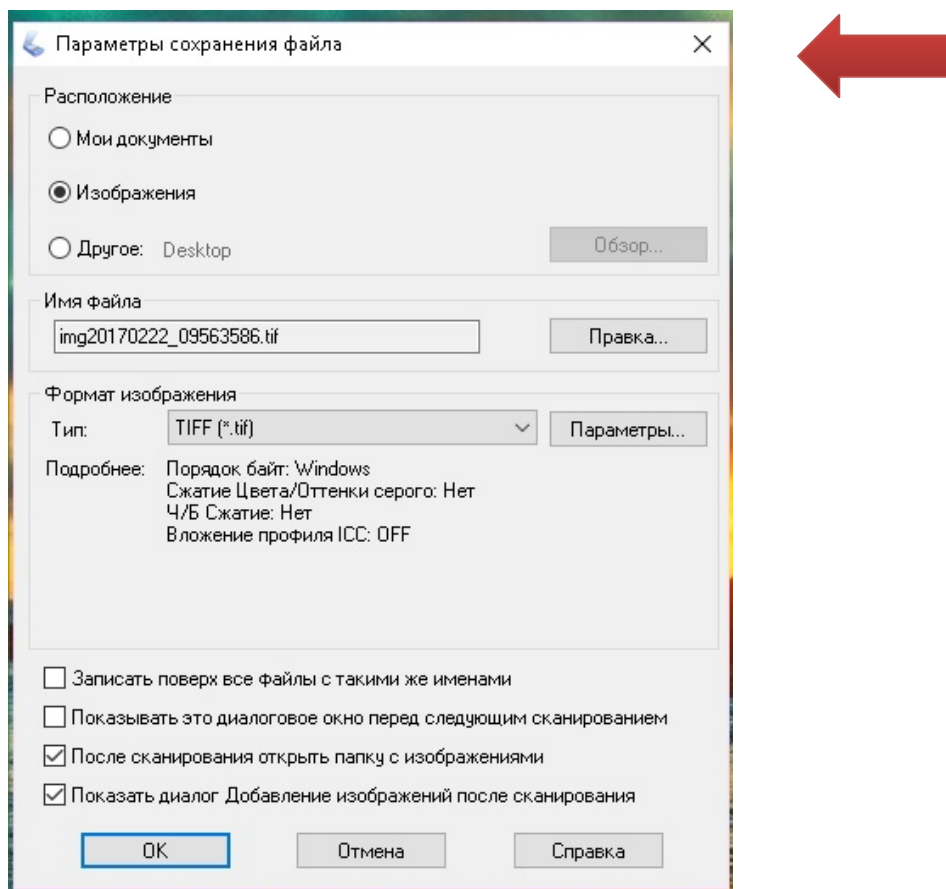 Параметры сохранения файла
Расположение
Мои документы
Изображения
Другое: Desktop Обзор...
Имя файла
img20170222_09563586.tif Правка...
Формат изображения
Тип: TIFF (*.tif) Параметры...
Подробнее: Порядок байт: Windows
Сжатие Цвета/Оттенки серого: Нет
Ч/Б Сжатие: Нет
Вложение профиля ICC: OFF
Записать поверх все файлы с такими же именами
Показывать это диалоговое окно перед следующим сканированием
После сканирования открыть папку с изображениями
Показать диалог Добавление изображений после сканирования
OK Отмена Справка